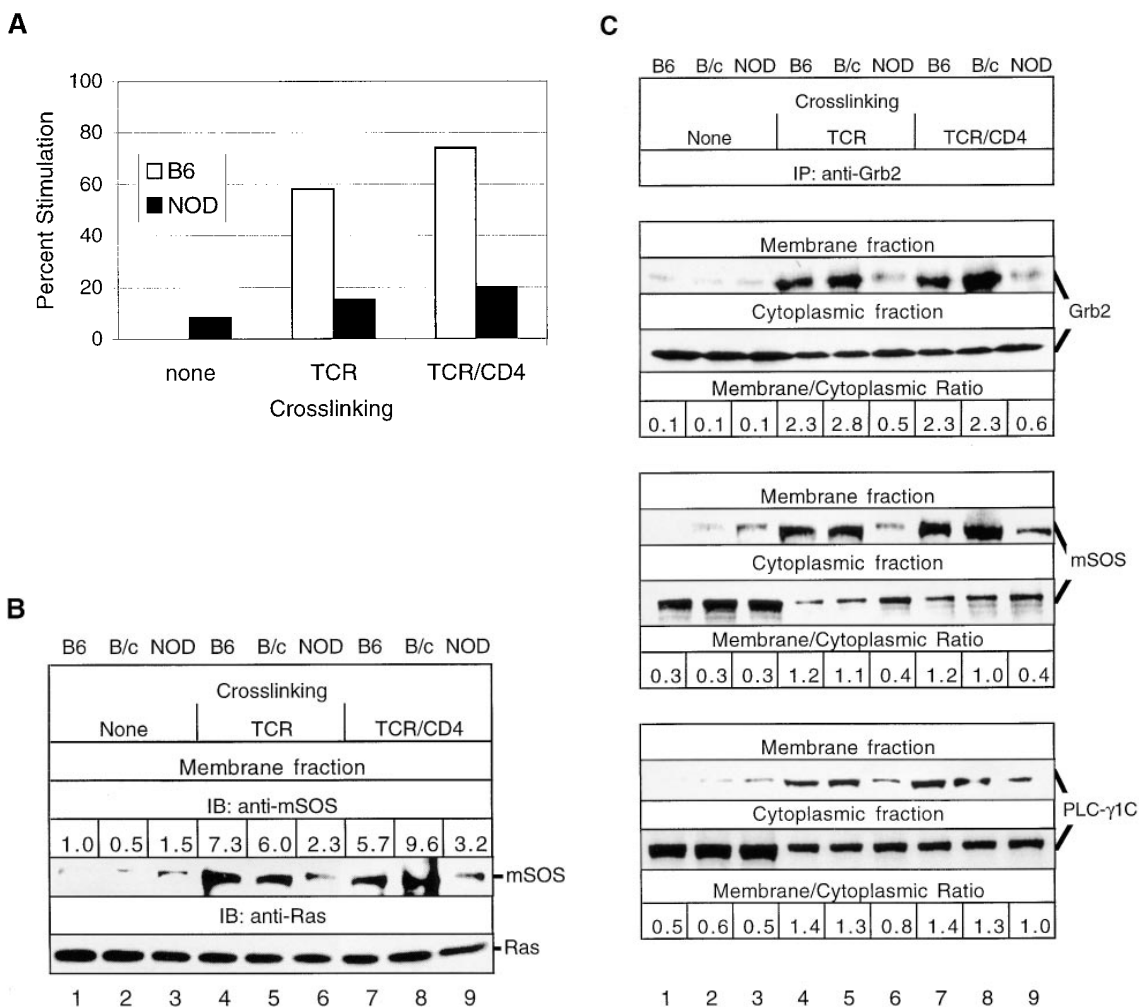 A
Percent Stimulation
100
80
60
40
20
0
B6
NOD
none TCR TCR/CD4
Crosslinking
B
B6 B/c NOD B6 B/c NOD B6 B/c NOD
Crosslinking
None TCR TCR/CD4
Membrane fraction
IB: anti-mSOS
1.0 0.5 1.5 7.3 6.0 2.3 5.7 9.6 3.2
mSOS
IB: anti-Ras
Ras
1 2 3 4 5 6 7 8 9
C
B6 B/c NOD B6 B/c NOD B6 B/c NOD
Crosslinking
None TCR TCR/CD4
IP: anti-Grb2
Membrane fraction
Cytoplasmic fraction
Grb2
Membrane/Cytoplasmic Ratio
0.1 0.1 0.1 2.3 2.8 0.5 2.3 2.3 0.6
Membrane fraction
Cytoplasmic fraction
mSOS
Membrane/Cytoplasmic Ratio
0.3 0.3 0.3 1.2 1.1 0.4 1.2 1.0 0.4
Membrane fraction
Cytoplasmic fraction
PLC-γ1C
Membrane/Cytoplasmic Ratio
0.5 0.6 0.5 1.4 1.3 0.8 1.4 1.3 1.0
1 2 3 4 5 6 7 8 9